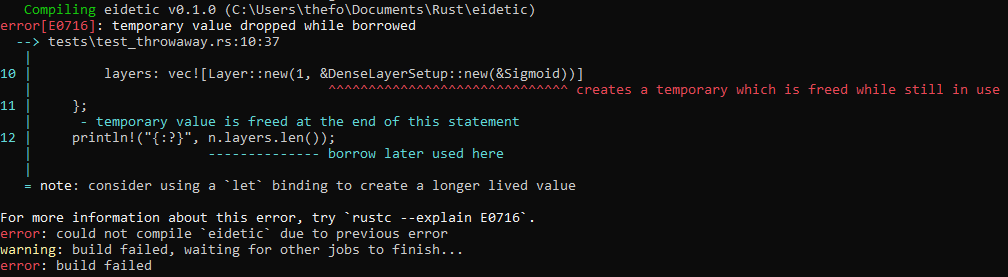 Compiling eidetic v0.1.0 (C:\Users\thefo\Documents\Rust\eidetic)
error[E0716]: temporary value dropped while borrowed
  --> tests\test_throwaway.rs:10:37
   |
10 |         layers: vec![Layer::new(1, &DenseLayerSetup::new(&Sigmoid))]
   |                                     ^^^^^^^^^^^^^^^^^^^^^^^^^^^^^^ creates a temporary which is freed while still in use
11 |     };
   |      - temporary value is freed at the end of this statement
12 |     println!("{:?}", n.layers.len());
   |                      -------------- borrow later used here
   |
   = note: consider using a `let` binding to create a longer lived value

For more information about this error, try `rustc --explain E0716`.
error: could not compile `eidetic` due to previous error
warning: build failed, waiting for other jobs to finish...
error: build failed